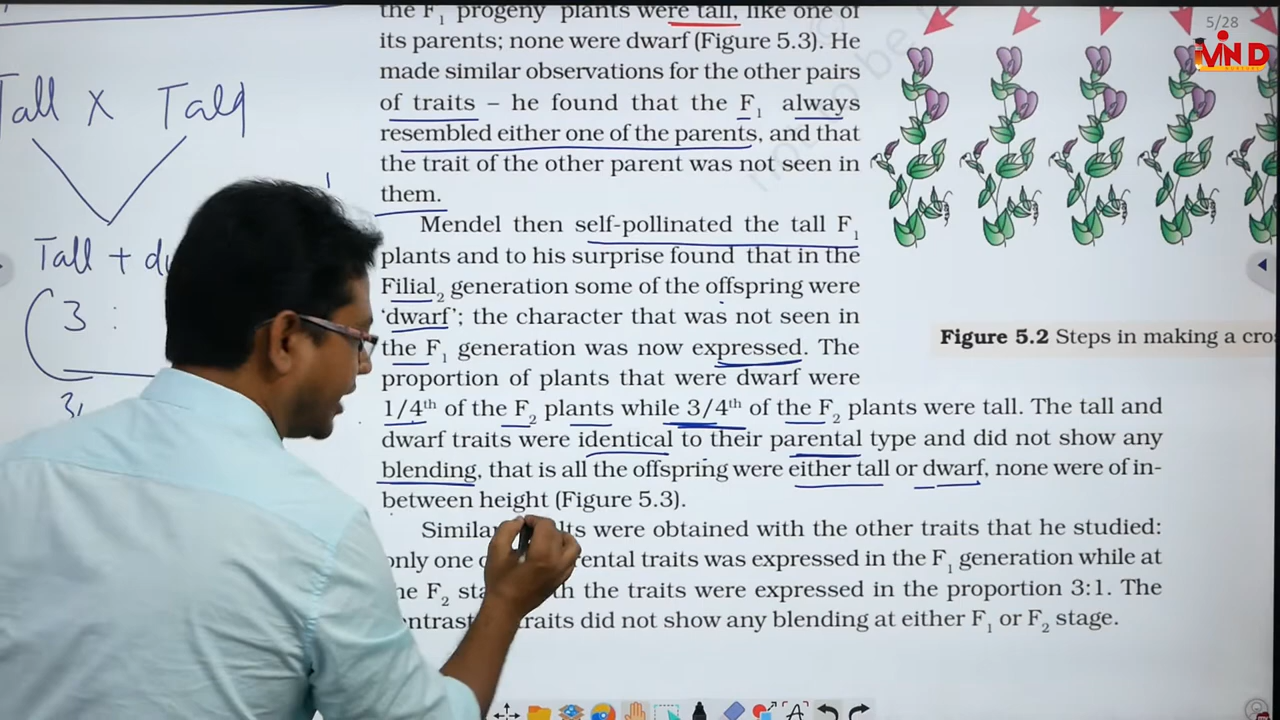 the F1 progeny plants were tall, like one of
its parents; none were dwarf (Figure 5.3). He
made similar observations for the other pairs
of traits – he found that the F1 always
resembled either one of the parents, and that
the trait of the other parent was not seen in
them.
Mendel then self-pollinated the tall F1
plants and to his surprise found that in the
Filial2 generation some of the offspring were
‘dwarf’; the character that was not seen in
the F1 generation was now expressed. The
proportion of plants that were dwarf were
1/4th of the F2 plants while 3/4th of the F2 plants were tall. The tall and
dwarf traits were identical to their parental type and did not show any
blending, that is all the offspring were either tall or dwarf, none were of in-
between height (Figure 5.3).
Similar were obtained with the other traits that he studied:
only one rental traits was expressed in the F1 generation while at
F2 the traits were expressed in the proportion 3:1. The
traits did not show any blending at either F1 or F2 stage.
Tall X Tall
Tall +
3 :
5/28
MIND
Figure 5.2 Steps in making a cro